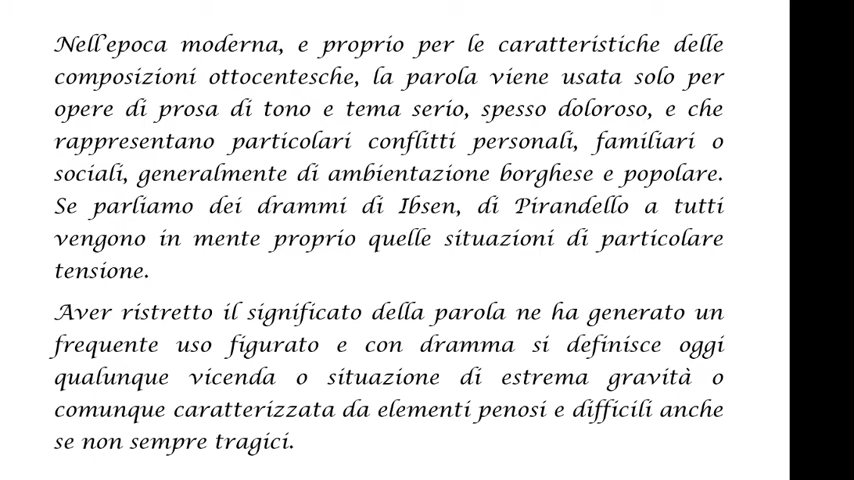 Nell'epoca moderna, e proprio per le caratteristiche delle
composizioni ottocentesche, la parola viene usata solo per
opere di prosa di tono e tema serio, spesso doloroso, e che
rappresentano particolari conflitti personali, familiari o
sociali, generalmente di ambientazione borghese e popolare.
Se parliamo dei drammi di Ibsen, di Pirandello a tutti
vengono in mente proprio quelle situazioni di particolare
tensione.
Aver ristretto il significato della parola ne ha generato un
frequente uso figurato e con dramma si definisce oggi
qualunque vicenda o situazione di estrema gravità o
comunque caratterizzata da elementi penosi e difficili anche
se non sempre tragici.